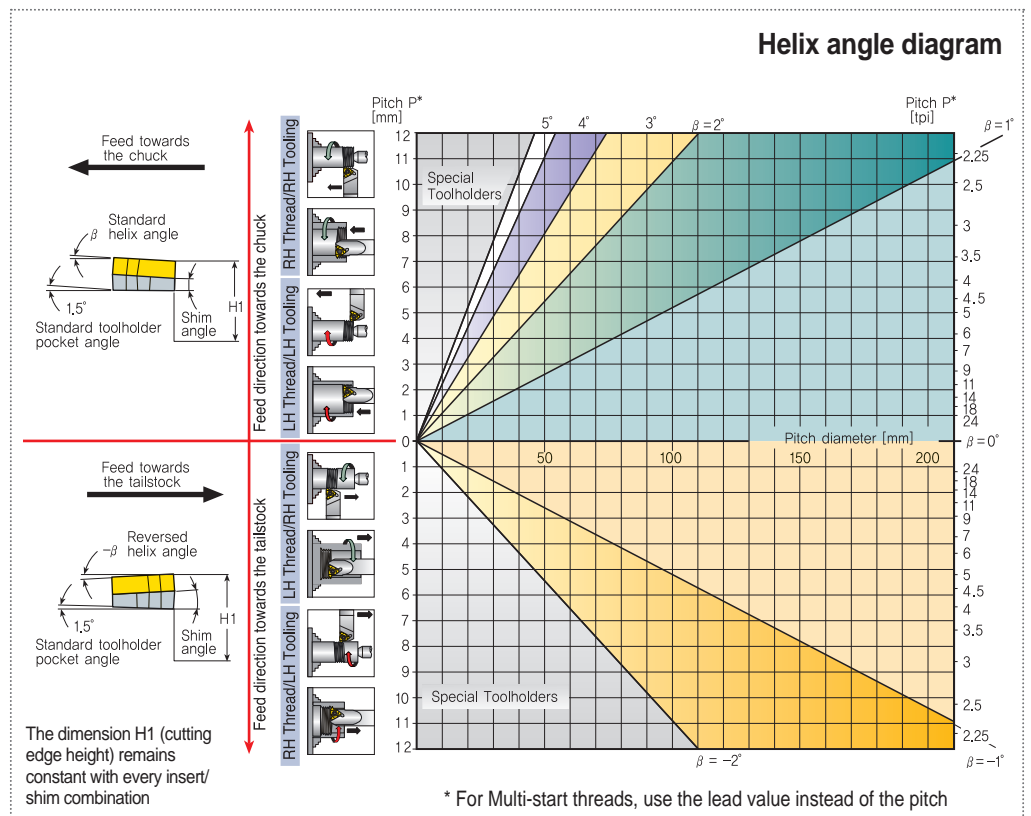 Helix angle diagram
Feed towards
the chuck
Standard
helix angle
β
1.5°
Standard toolholder
pocket angle
Shim
angle
H1
Feed direction towards the chuck
RH Thread/RH Tooling
LH Thread/LH Tooling
Pitch P*
[mm]
5°
4°
3°
β=2°
Pitch P*
[tpi]
β=1°
Special
Toolholders
12
11
10
9
8
7
6
5
4
3
2
1
0
2.25
2.5
3
3.5
4
4.5
5
6
7
9
11
14
18
24
Pitch diameter [mm]
β=0°
50
100
150
200
Feed towards
the tailstock
Reversed
helix angle
-β
1.5°
Standard toolholder
pocket angle
Shim
angle
H1
Feed direction towards the tailstock
LH Thread/RH Tooling
RH Thread/LH Tooling
1
2
3
4
5
6
7
8
9
10
11
12
24
18
14
11
9
7
6
5
4.5
4
3.5
3
2.5
2.25
Special Toolholders
β = -2°
β=-1°
The dimension H1 (cutting
edge height) remains
constant with every insert/
shim combination
* For Multi-start threads, use the lead value instead of the pitch